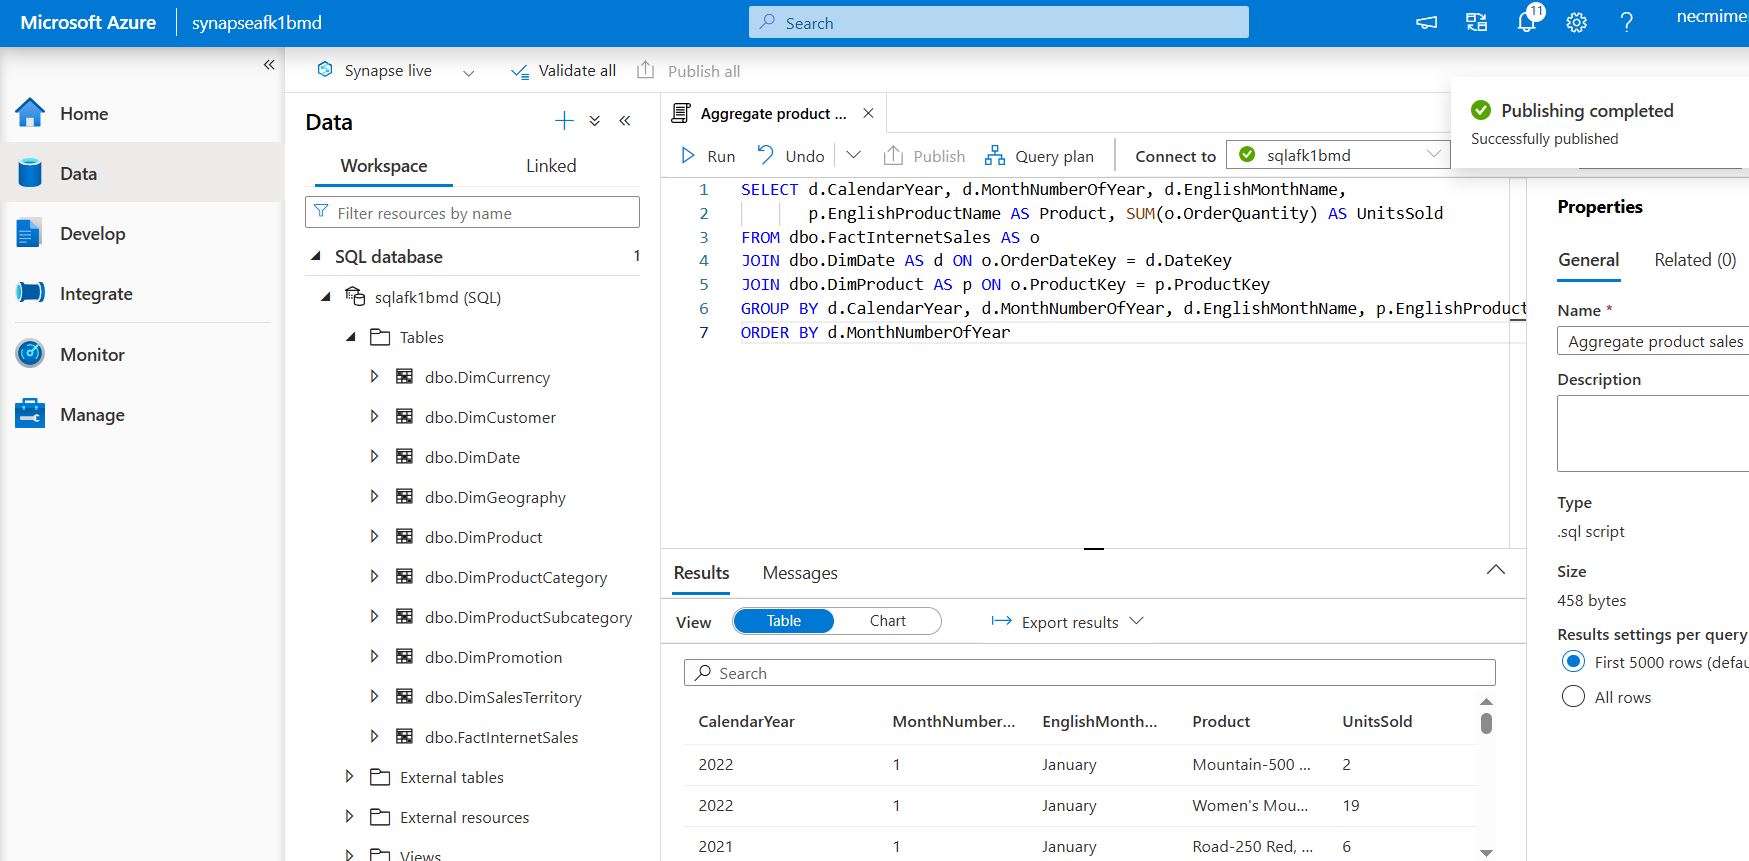 Microsoft Azure
synapseafk1bmd
Search
11
necmime
Synapse live
Validate all
Publish all
Home
Data
Develop
Integrate
Monitor
Manage
Data
Workspace
Linked
Filter resources by name
SQL database
1
sqlafk1bmd (SQL)
Tables
dbo.DimCurrency
dbo.DimCustomer
dbo.DimDate
dbo.DimGeography
dbo.DimProduct
dbo.DimProductCategory
dbo.DimProductSubcategory
dbo.DimPromotion
dbo.DimSalesTerritory
dbo.FactInternetSales
External tables
External resources
Views
Aggregate product ...
Run
Undo
Publish
Query plan
Connect to
sqlafk1bmd
1 SELECT d.CalendarYear, d.MonthNumberOfYear, d.EnglishMonthName,
2 p.EnglishProductName AS Product, SUM(o.OrderQuantity) AS UnitsSold
3 FROM dbo.FactInternetSales AS o
4 JOIN dbo.DimDate AS d ON o.OrderDateKey = d.DateKey
5 JOIN dbo.DimProduct AS p ON o.ProductKey = p.ProductKey
6 GROUP BY d.CalendarYear, d.MonthNumberOfYear, d.EnglishMonthName, p.EnglishProduct
7 ORDER BY d.MonthNumberOfYear
Results
Messages
View
Table
Chart
Export results
Search
CalendarYear MonthNumber... EnglishMonth... Product UnitsSold
2022 1 January Mountain-500 ... 2
2022 1 January Women's Mou... 19
2021 1 January Road-250 Red, ... 6
Publishing completed
Successfully published
Properties
General
Related (0)
Name *
Aggregate product sales
Description
Type
.sql script
Size
458 bytes
Results settings per query
First 5000 rows (defau
All rows